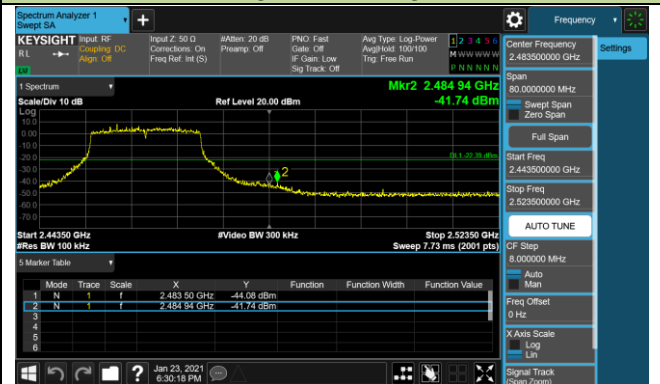 Spectrum Analyzer 1
Swept SA
Frequency
KEYSIGHT
RL
Input: RF
Coupling: DC
Align: Off
Input Z: 50 Ω
Corrections: On
Freq Ref: Int (S)
#Atten: 20 dB
Preamp: Off
PNO: Fast
Gate: Off
IF Gain: Low
Sig Track: Off
Avg Type: Log-Power
Avg|Hold: 100/100
Trig: Free Run
1 2 3 4 5 6
M W W W W W
P N N N N N
Settings
Center Frequency
2.483500000 GHz
Span
80.0000000 MHz
Swept Span
Zero Span
Full Span
Start Freq
2.443500000 GHz
Stop Freq
2.523500000 GHz
AUTO TUNE
CF Step
8.000000 MHz
Auto
Man
Freq Offset
0 Hz
X Axis Scale
Log
Lin
Signal Track
(Span Zoom)
1 Spectrum
Scale/Div 10 dB
Ref Level 20.00 dBm
Mkr2 2.484 94 GHz
-41.74 dBm
Log
10.0
0.00
-10.0
-20.0
-30.0
-40.0
-50.0
-60.0
-70.0
2
Start 2.44350 GHz
#Video BW 300 kHz
Stop 2.52350 GHz
#Res BW 100 kHz
Sweep 7.73 ms (2001 pts)
5 Marker Table
Mode Trace Scale X Y Function Function Width Function Value
1 N 1 f 2.483 50 GHz -44.08 dBm
2 N 1 f 2.484 94 GHz -41.74 dBm
3
4
5
6
?
Jan 23, 2021
6:30:18 PM